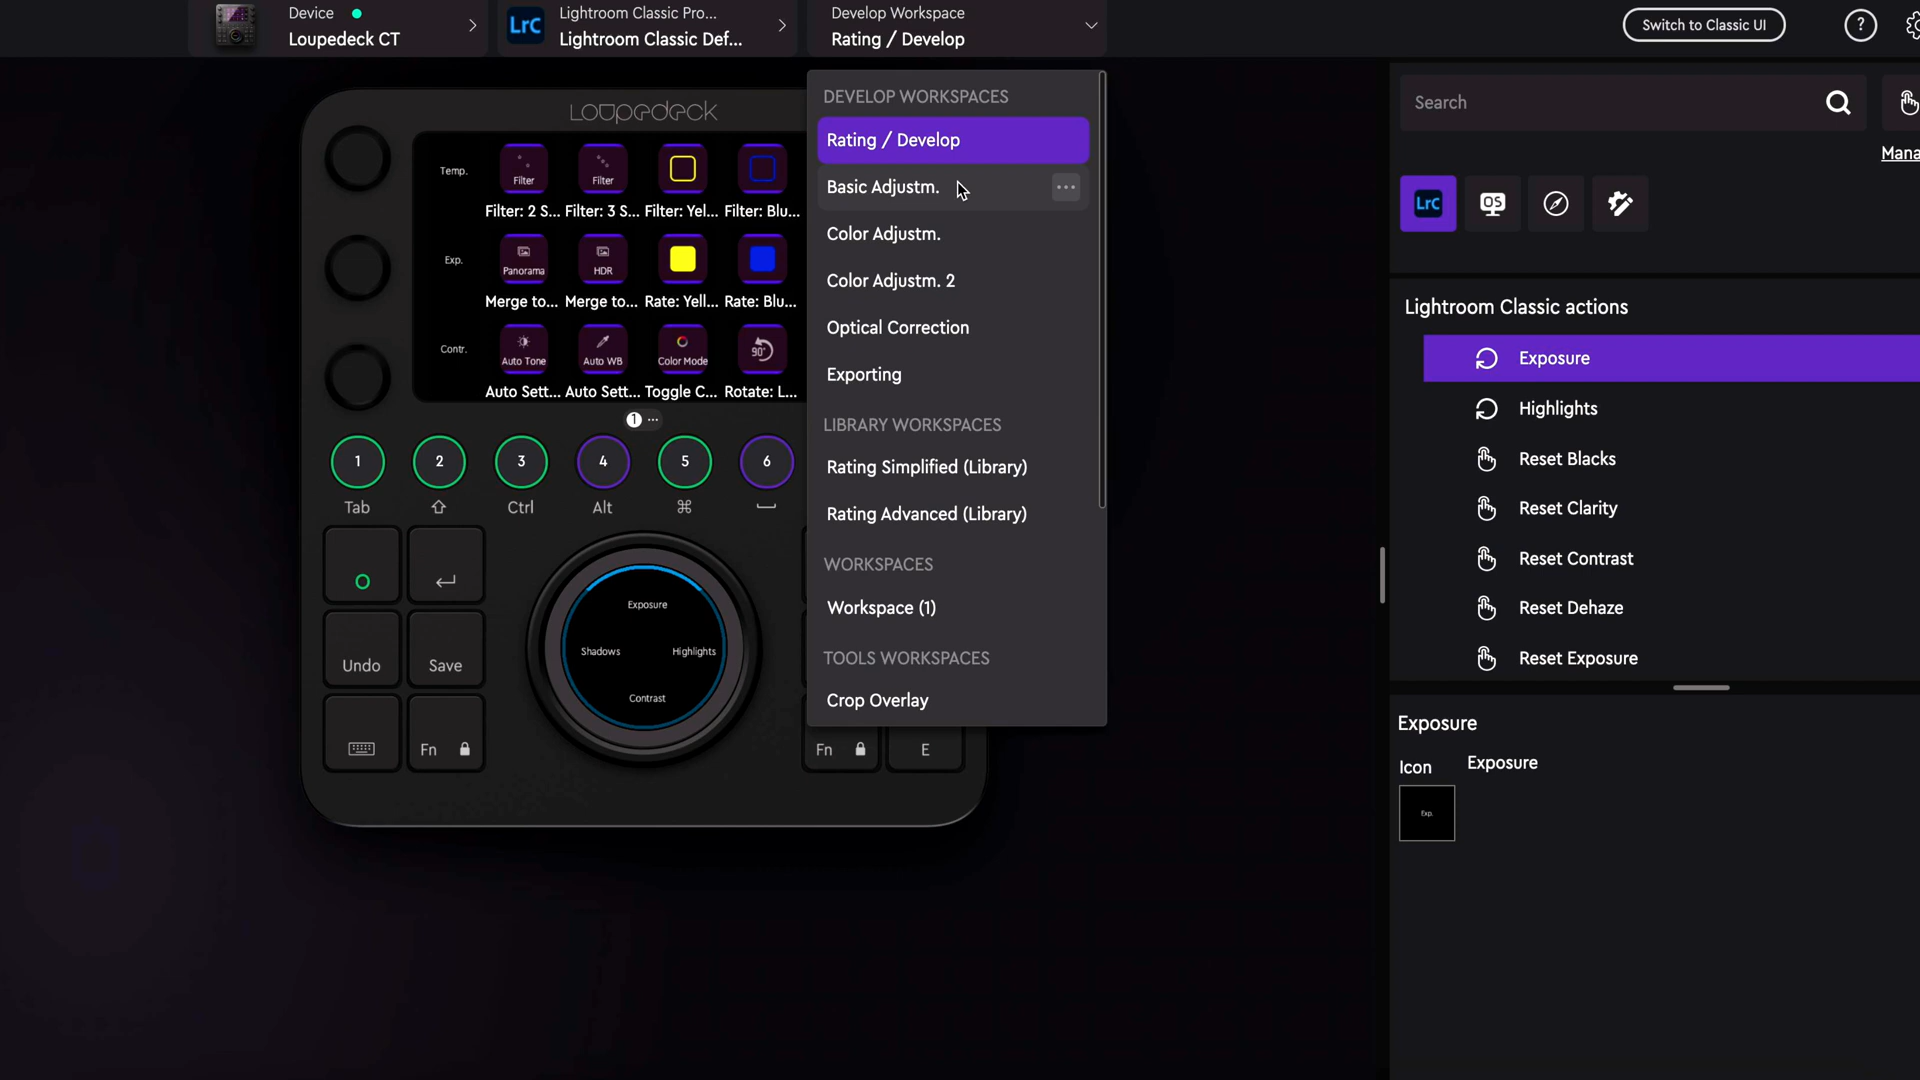 Device
Loupedeck CT
LrC
Lightroom Classic Pro...
Lightroom Classic Def...
Develop Workspace
Rating / Develop
Switch to Classic UI
?
Loupedeck
Temp.
Filter
Filter
Filter: 2 S...
Filter: 3 S...
Filter: Yel...
Filter: Blu...
Exp.
Panorama
HDR
Merge to...
Merge to...
Rate: Yell...
Rate: Blu...
Contr.
Auto Tone
Auto WB
Color Mode
90°
Auto Sett...
Auto Sett...
Toggle C...
Rotate: L...
1 ...
1
2
3
4
5
6
Tab
Ctrl
Alt
⌘
Undo
Save
Fn
Exposure
Shadows
Highlights
Contrast
Fn
E
DEVELOP WORKSPACES
Rating / Develop
Basic Adjustm.
Color Adjustm.
Color Adjustm. 2
Optical Correction
Exporting
LIBRARY WORKSPACES
Rating Simplified (Library)
Rating Advanced (Library)
WORKSPACES
Workspace (1)
TOOLS WORKSPACES
Crop Overlay
Search
Mana
LrC
OS
Lightroom Classic actions
Exposure
Highlights
Reset Blacks
Reset Clarity
Reset Contrast
Reset Dehaze
Reset Exposure
Exposure
Icon
Exposure
Exp.